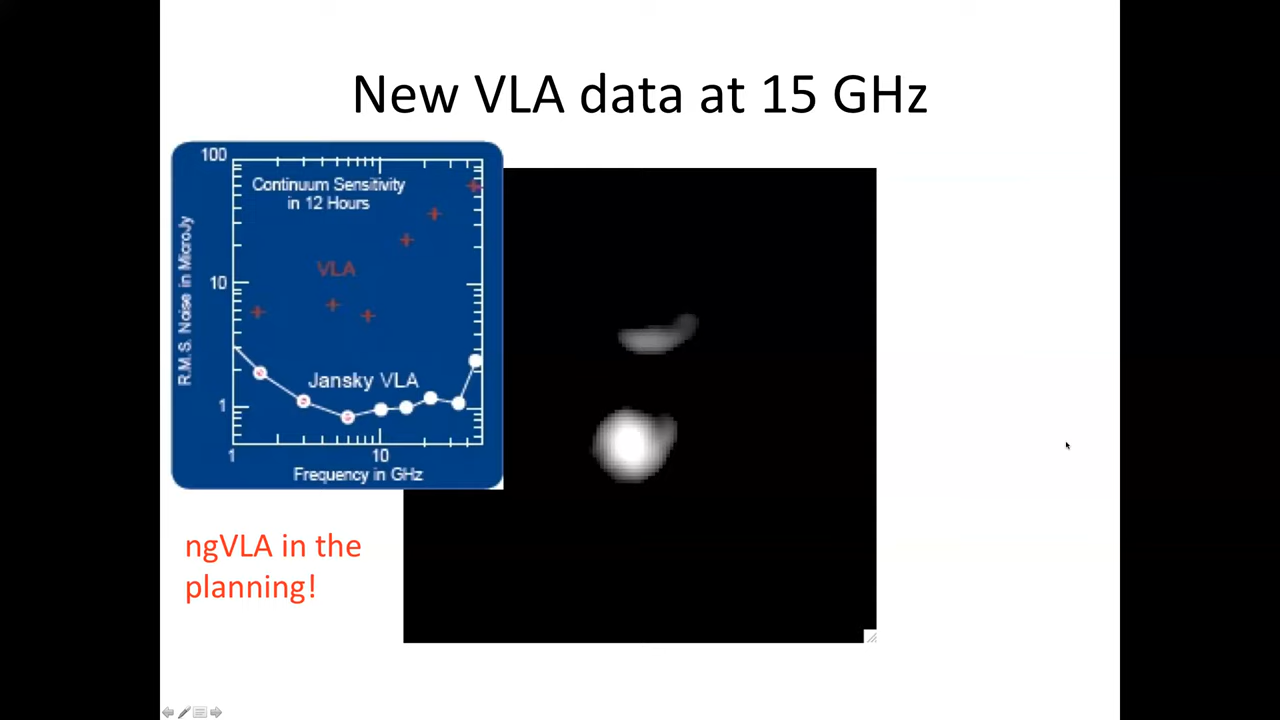 New VLA data at 15 GHz
100
Continuum Sensitivity
in 12 Hours
VLA
10
Jansky VLA
1
1
10
Frequency in GHz
R.M.S. Noise in MicroJy
ngVLA in the
planning!